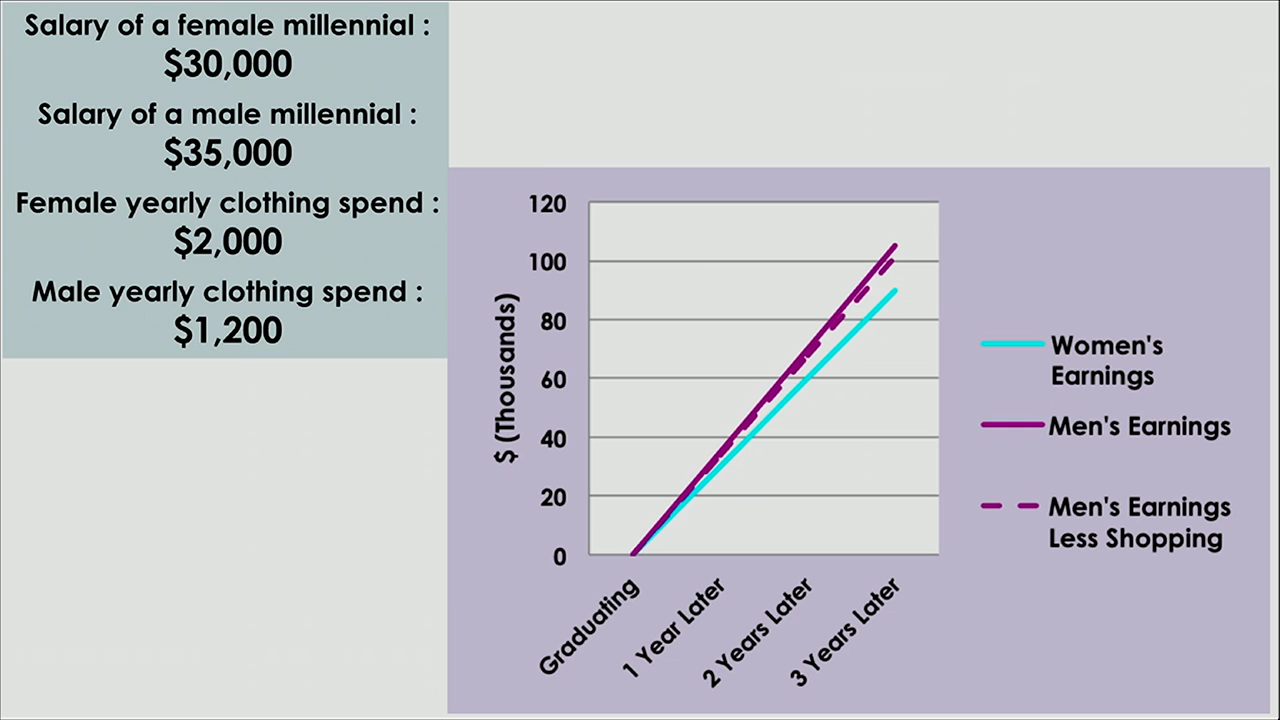 Salary of a female millennial :
$30,000
Salary of a male millennial :
$35,000
Female yearly clothing spend :
$2,000
Male yearly clothing spend :
$1,200
120
100
80
60
40
20
0
$ (Thousands)
Graduating
1 Year Later
2 Years Later
3 Years Later
Women's
Earnings
Men's Earnings
Men's Earnings
Less Shopping